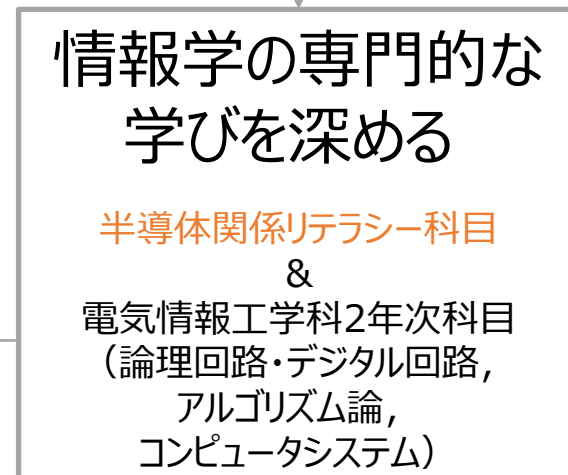 情報学の専門的な
学びを深める
半導体関係リテラシー科目
&
電気情報工学科2年次科目
（論理回路・デジタル回路,
アルゴリズム論,
コンピュータシステム）